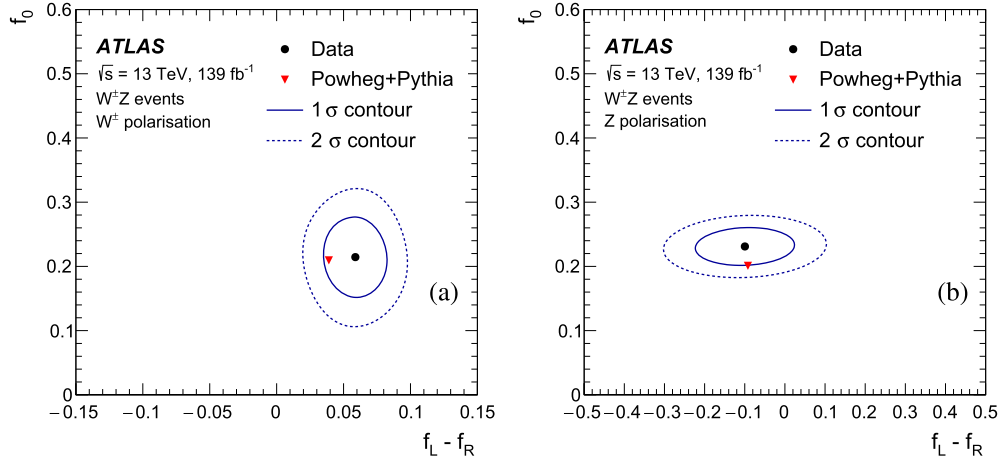 f₀
0.6
0.5
0.4
0.3
0.2
0.1
0
ATLAS
√s = 13 TeV, 139 fb⁻¹
W±Z events
W± polarisation
Data
Powheg+Pythia
1 σ contour
2 σ contour
(a)
−0.15 −0.1 −0.05 0 0.05 0.1 0.15
f_L - f_R
f₀
0.6
0.5
0.4
0.3
0.2
0.1
0
ATLAS
√s = 13 TeV, 139 fb⁻¹
W±Z events
Z polarisation
Data
Powheg+Pythia
1 σ contour
2 σ contour
(b)
−0.5 −0.4 −0.3 −0.2 −0.1 0 0.1 0.2 0.3 0.4 0.5
f_L - f_R